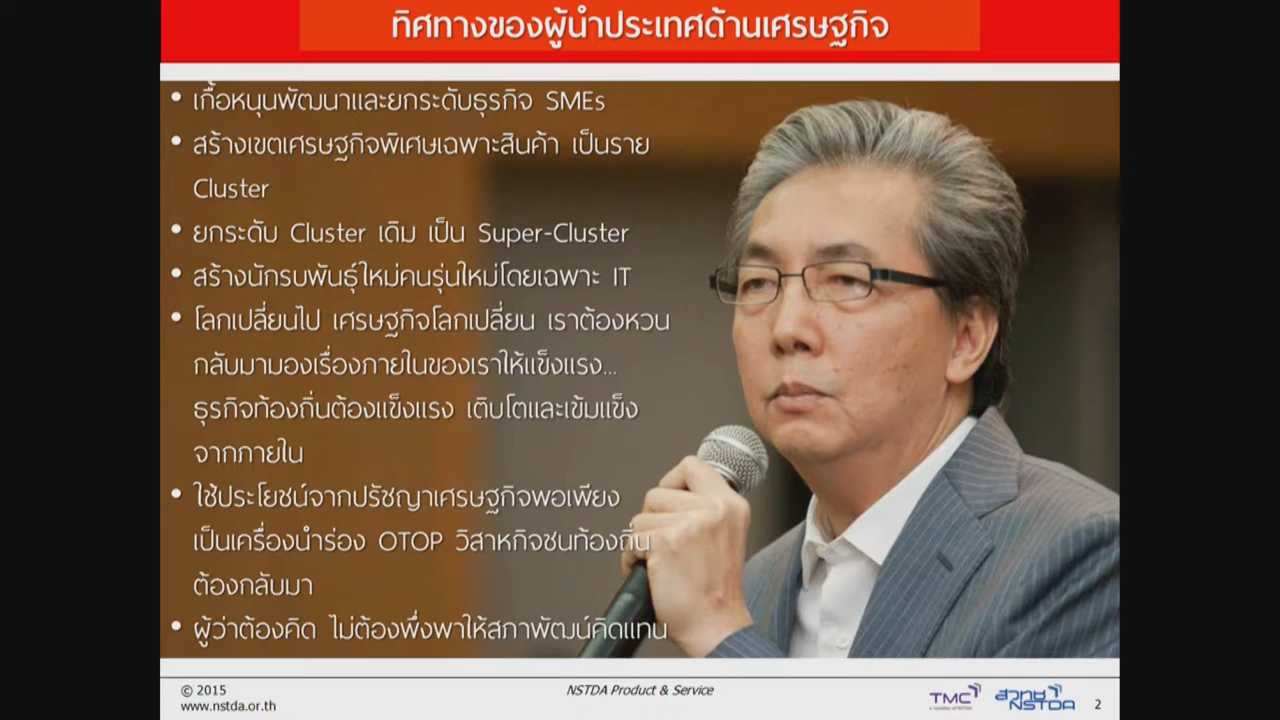 ทิศทางของผู้นำประเทศด้านเศรษฐกิจ
• เกื้อหนุนพัฒนาและยกระดับธุรกิจ SMEs
• สร้างเขตเศรษฐกิจพิเศษเฉพาะสินค้า เป็นราย
Cluster
• ยกระดับ Cluster เดิม เป็น Super-Cluster
• สร้างนักรบพันธุ์ใหม่คนรุ่นใหม่โดยเฉพาะ IT
• โลกเปลี่ยนไป เศรษฐกิจโลกเปลี่ยน เราต้องหวน
กลับมามองเรื่องภายในของเราให้แข็งแรง...
ธุรกิจท้องถิ่นต้องแข็งแรง เติบโตและเข้มแข็ง
จากภายใน
• ใช้ประโยชน์จากปรัชญาเศรษฐกิจพอเพียง
เป็นเครื่องนำร่อง OTOP วิสาหกิจชนท้องถิ่น
ต้องกลับมา
• ผู้ว่าต้องคิด ไม่ต้องพึ่งพาให้สภาพัฒน์คิดแทน
© 2015
www.nstda.or.th
NSTDA Product & Service
TMC
สวทช
NSTDA
2